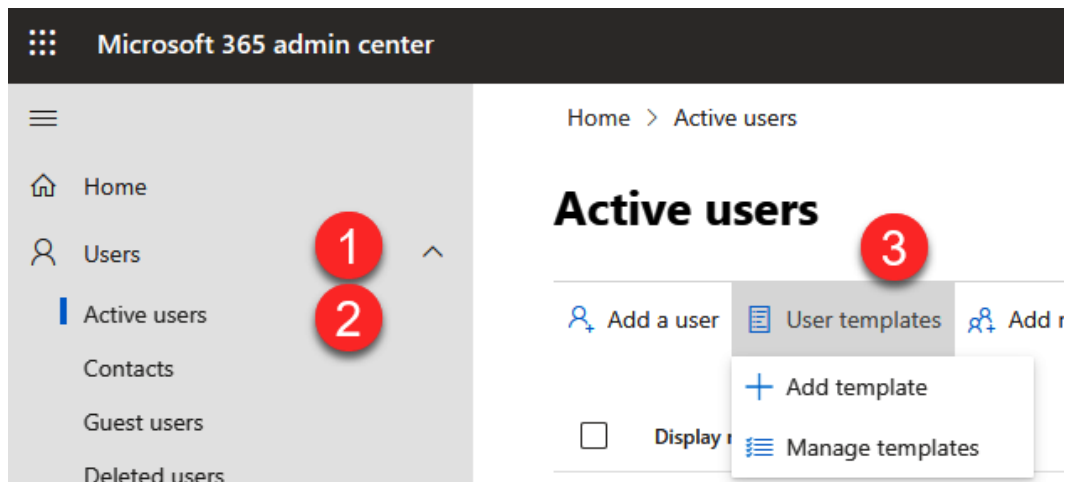 Microsoft 365 admin center
Home > Active users
Home
Active users
Users
1
3
Active users
2
Add a user
User templates
Add
Contacts
Add template
Guest users
Display
Manage templates
Deleted users